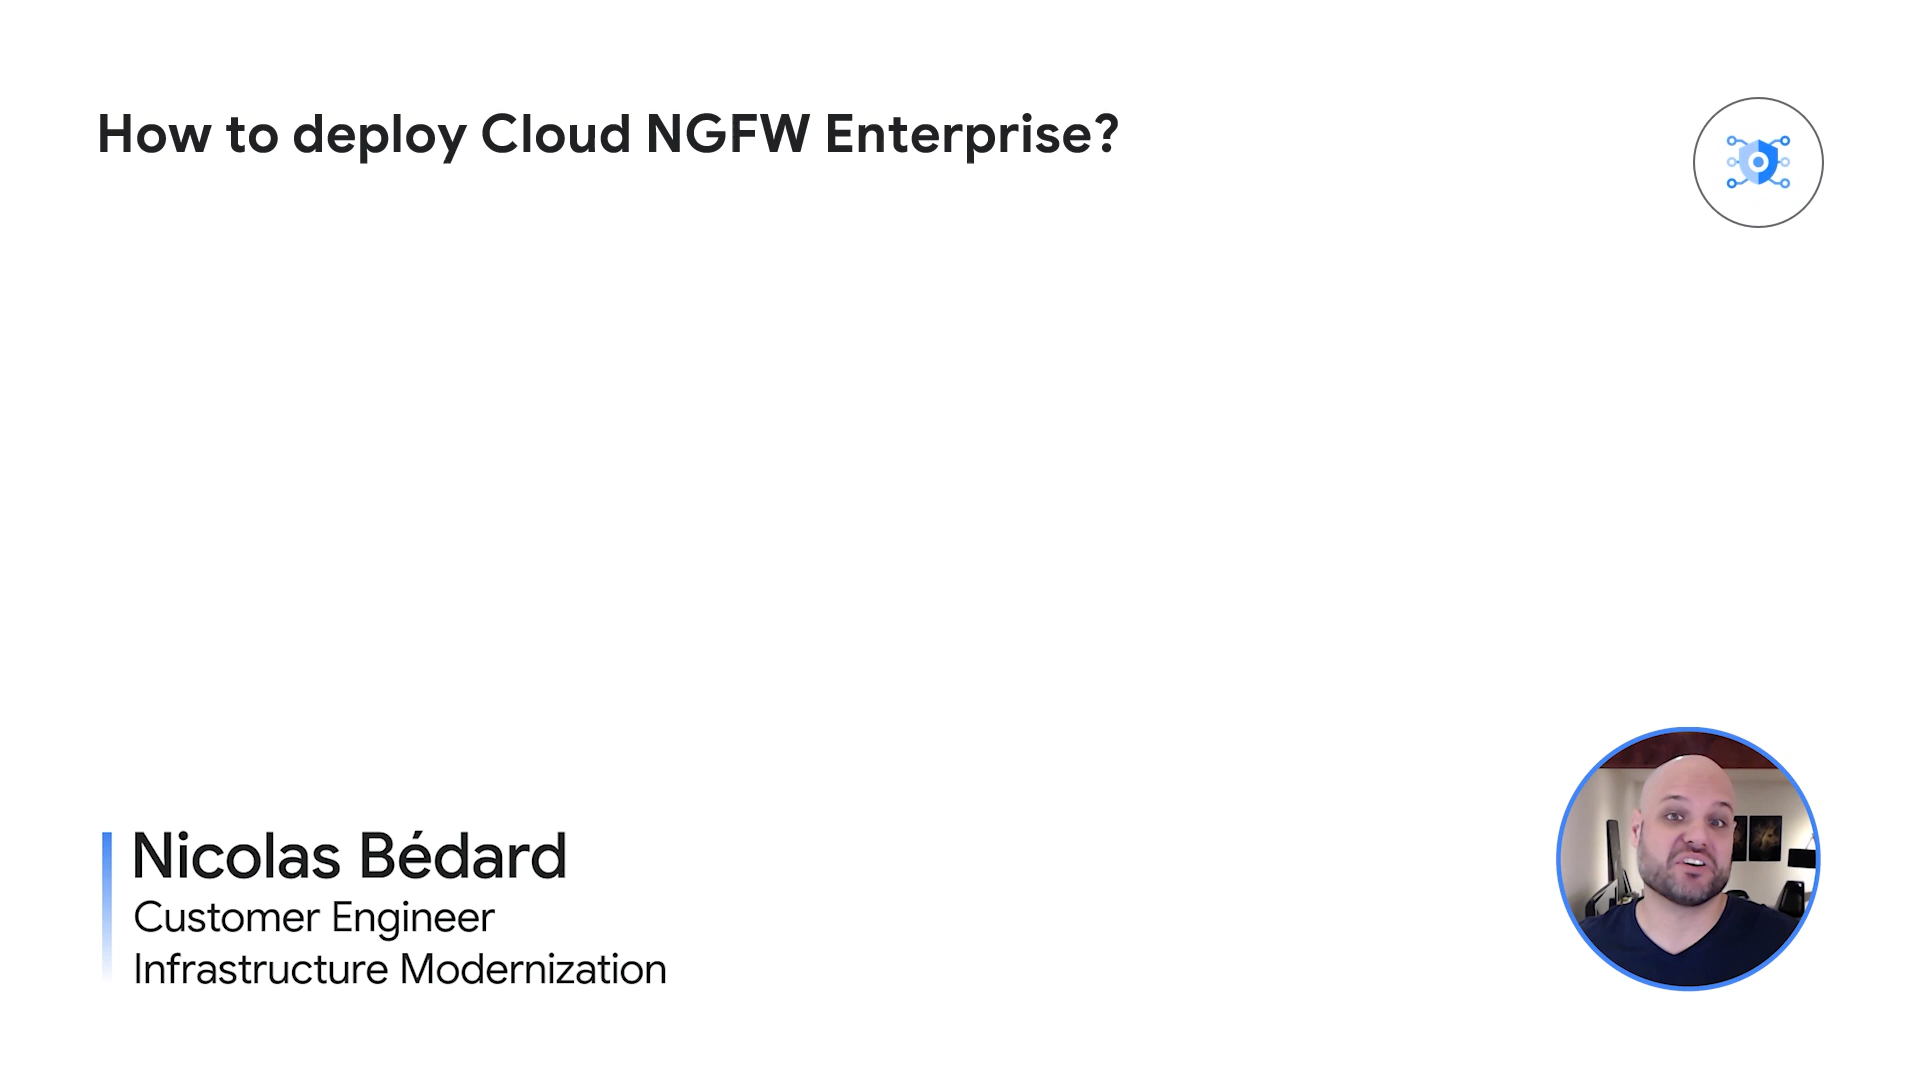 How to deploy Cloud NGFW Enterprise?
Nicolas Bédard
Customer Engineer
Infrastructure Modernization